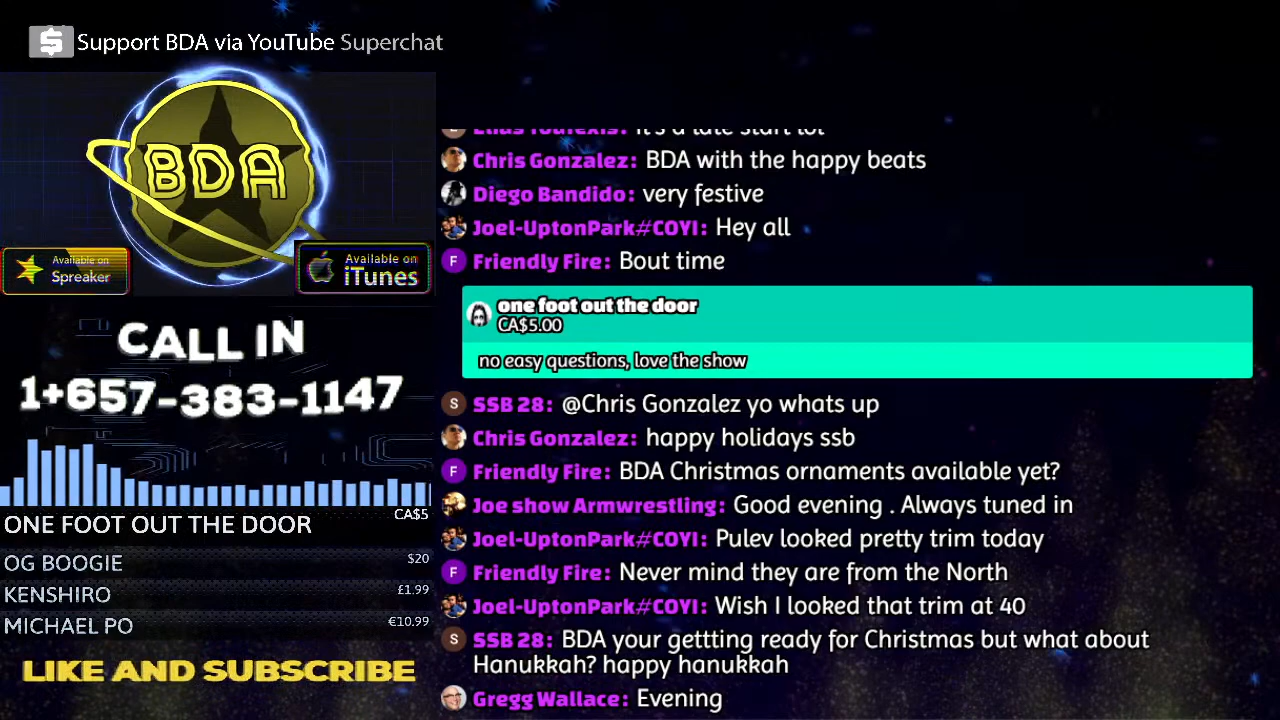 Support BDA via YouTube Superchat
BDA
Available on
Spreaker
Available on
iTunes
CALL IN
1+657-383-1147
ONE FOOT OUT THE DOOR CA$5
OG BOOGIE $20
KENSHIRO £1.99
MICHAEL PO €10.99
LIKE AND SUBSCRIBE
It's a late start lol
Chris Gonzalez: BDA with the happy beats
Diego Bandido: very festive
Joel-UptonPark#COYI: Hey all
F Friendly Fire: Bout time
one foot out the door
CA$5.00
no easy questions, love the show
S SSB 28: @Chris Gonzalez yo whats up
Chris Gonzalez: happy holidays ssb
F Friendly Fire: BDA Christmas ornaments available yet?
Joe show Armwrestling: Good evening . Always tuned in
Joel-UptonPark#COYI: Pulev looked pretty trim today
F Friendly Fire: Never mind they are from the North
Joel-UptonPark#COYI: Wish I looked that trim at 40
S SSB 28: BDA your gettting ready for Christmas but what about
Hanukkah? happy hanukkah
Gregg Wallace: Evening